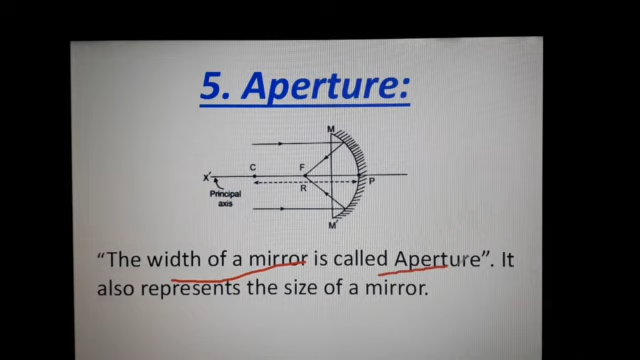 5. Aperture:
M
C
F
X'
P
R
Principal
axis
M'
"The width of a mirror is called Aperture". It
also represents the size of a mirror.